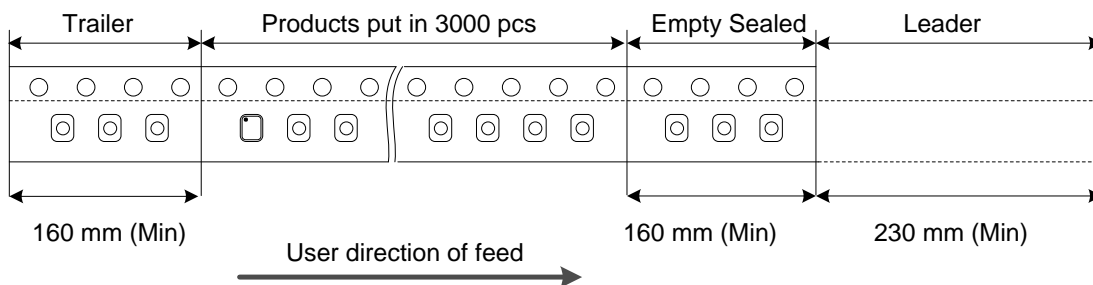 Trailer
Products put in 3000 pcs
Empty Sealed
Leader
160 mm (Min)
160 mm (Min)
230 mm (Min)
User direction of feed